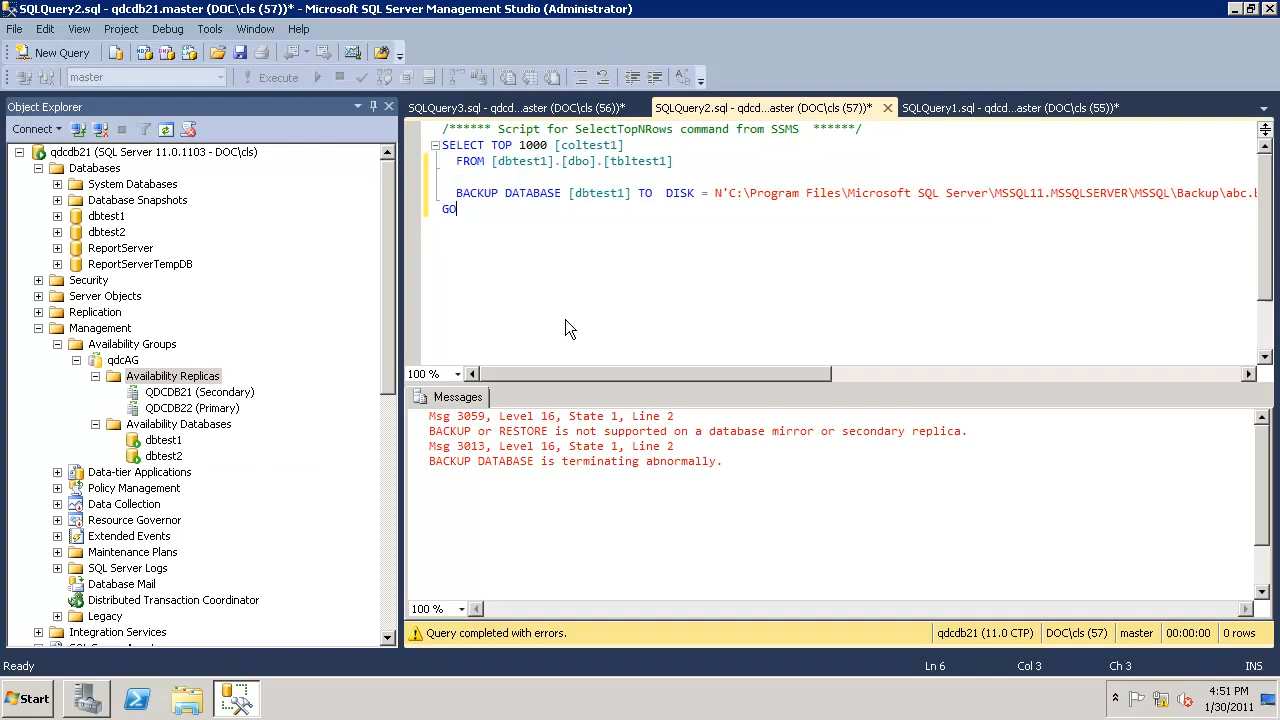 SQLQuery2.sql - qdcdb21.master (DOC\cls (57))* - Microsoft SQL Server Management Studio (Administrator)
File Edit View Project Debug Tools Window Help
New Query
master Execute
Object Explorer
Connect
qdcdb21 (SQL Server 11.0.1103 - DOC\cls)
Databases
System Databases
Database Snapshots
dbtest1
dbtest2
ReportServer
ReportServerTempDB
Security
Server Objects
Replication
Management
Availability Groups
qdcAG
Availability Replicas
QDCDB21 (Secondary)
QDCDB22 (Primary)
Availability Databases
dbtest1
dbtest2
Data-tier Applications
Policy Management
Data Collection
Resource Governor
Extended Events
Maintenance Plans
SQL Server Logs
Database Mail
Distributed Transaction Coordinator
Legacy
Integration Services
SQLQuery3.sql - qdcd...aster (DOC\cls (56))* SQLQuery2.sql - qdcd...aster (DOC\cls (57))* SQLQuery1.sql - qdcd...aster (DOC\cls (55))*
/****** Script for SelectTopNRows command from SSMS ******/
SELECT TOP 1000 [coltest1]
FROM [dbtest1].[dbo].[tbltest1]
BACKUP DATABASE [dbtest1] TO DISK = N'C:\Program Files\Microsoft SQL Server\MSSQL11.MSSQLSERVER\MSSQL\Backup\abc.b
GO
100 %
Messages
Msg 3059, Level 16, State 1, Line 2
BACKUP or RESTORE is not supported on a database mirror or secondary replica.
Msg 3013, Level 16, State 1, Line 2
BACKUP DATABASE is terminating abnormally.
100 %
Query completed with errors. qdcdb21 (11.0 CTP) DOC\cls (57) master 00:00:00 0 rows
Ready Ln 6 Col 3 Ch 3 INS
Start 4:51 PM
1/30/2011